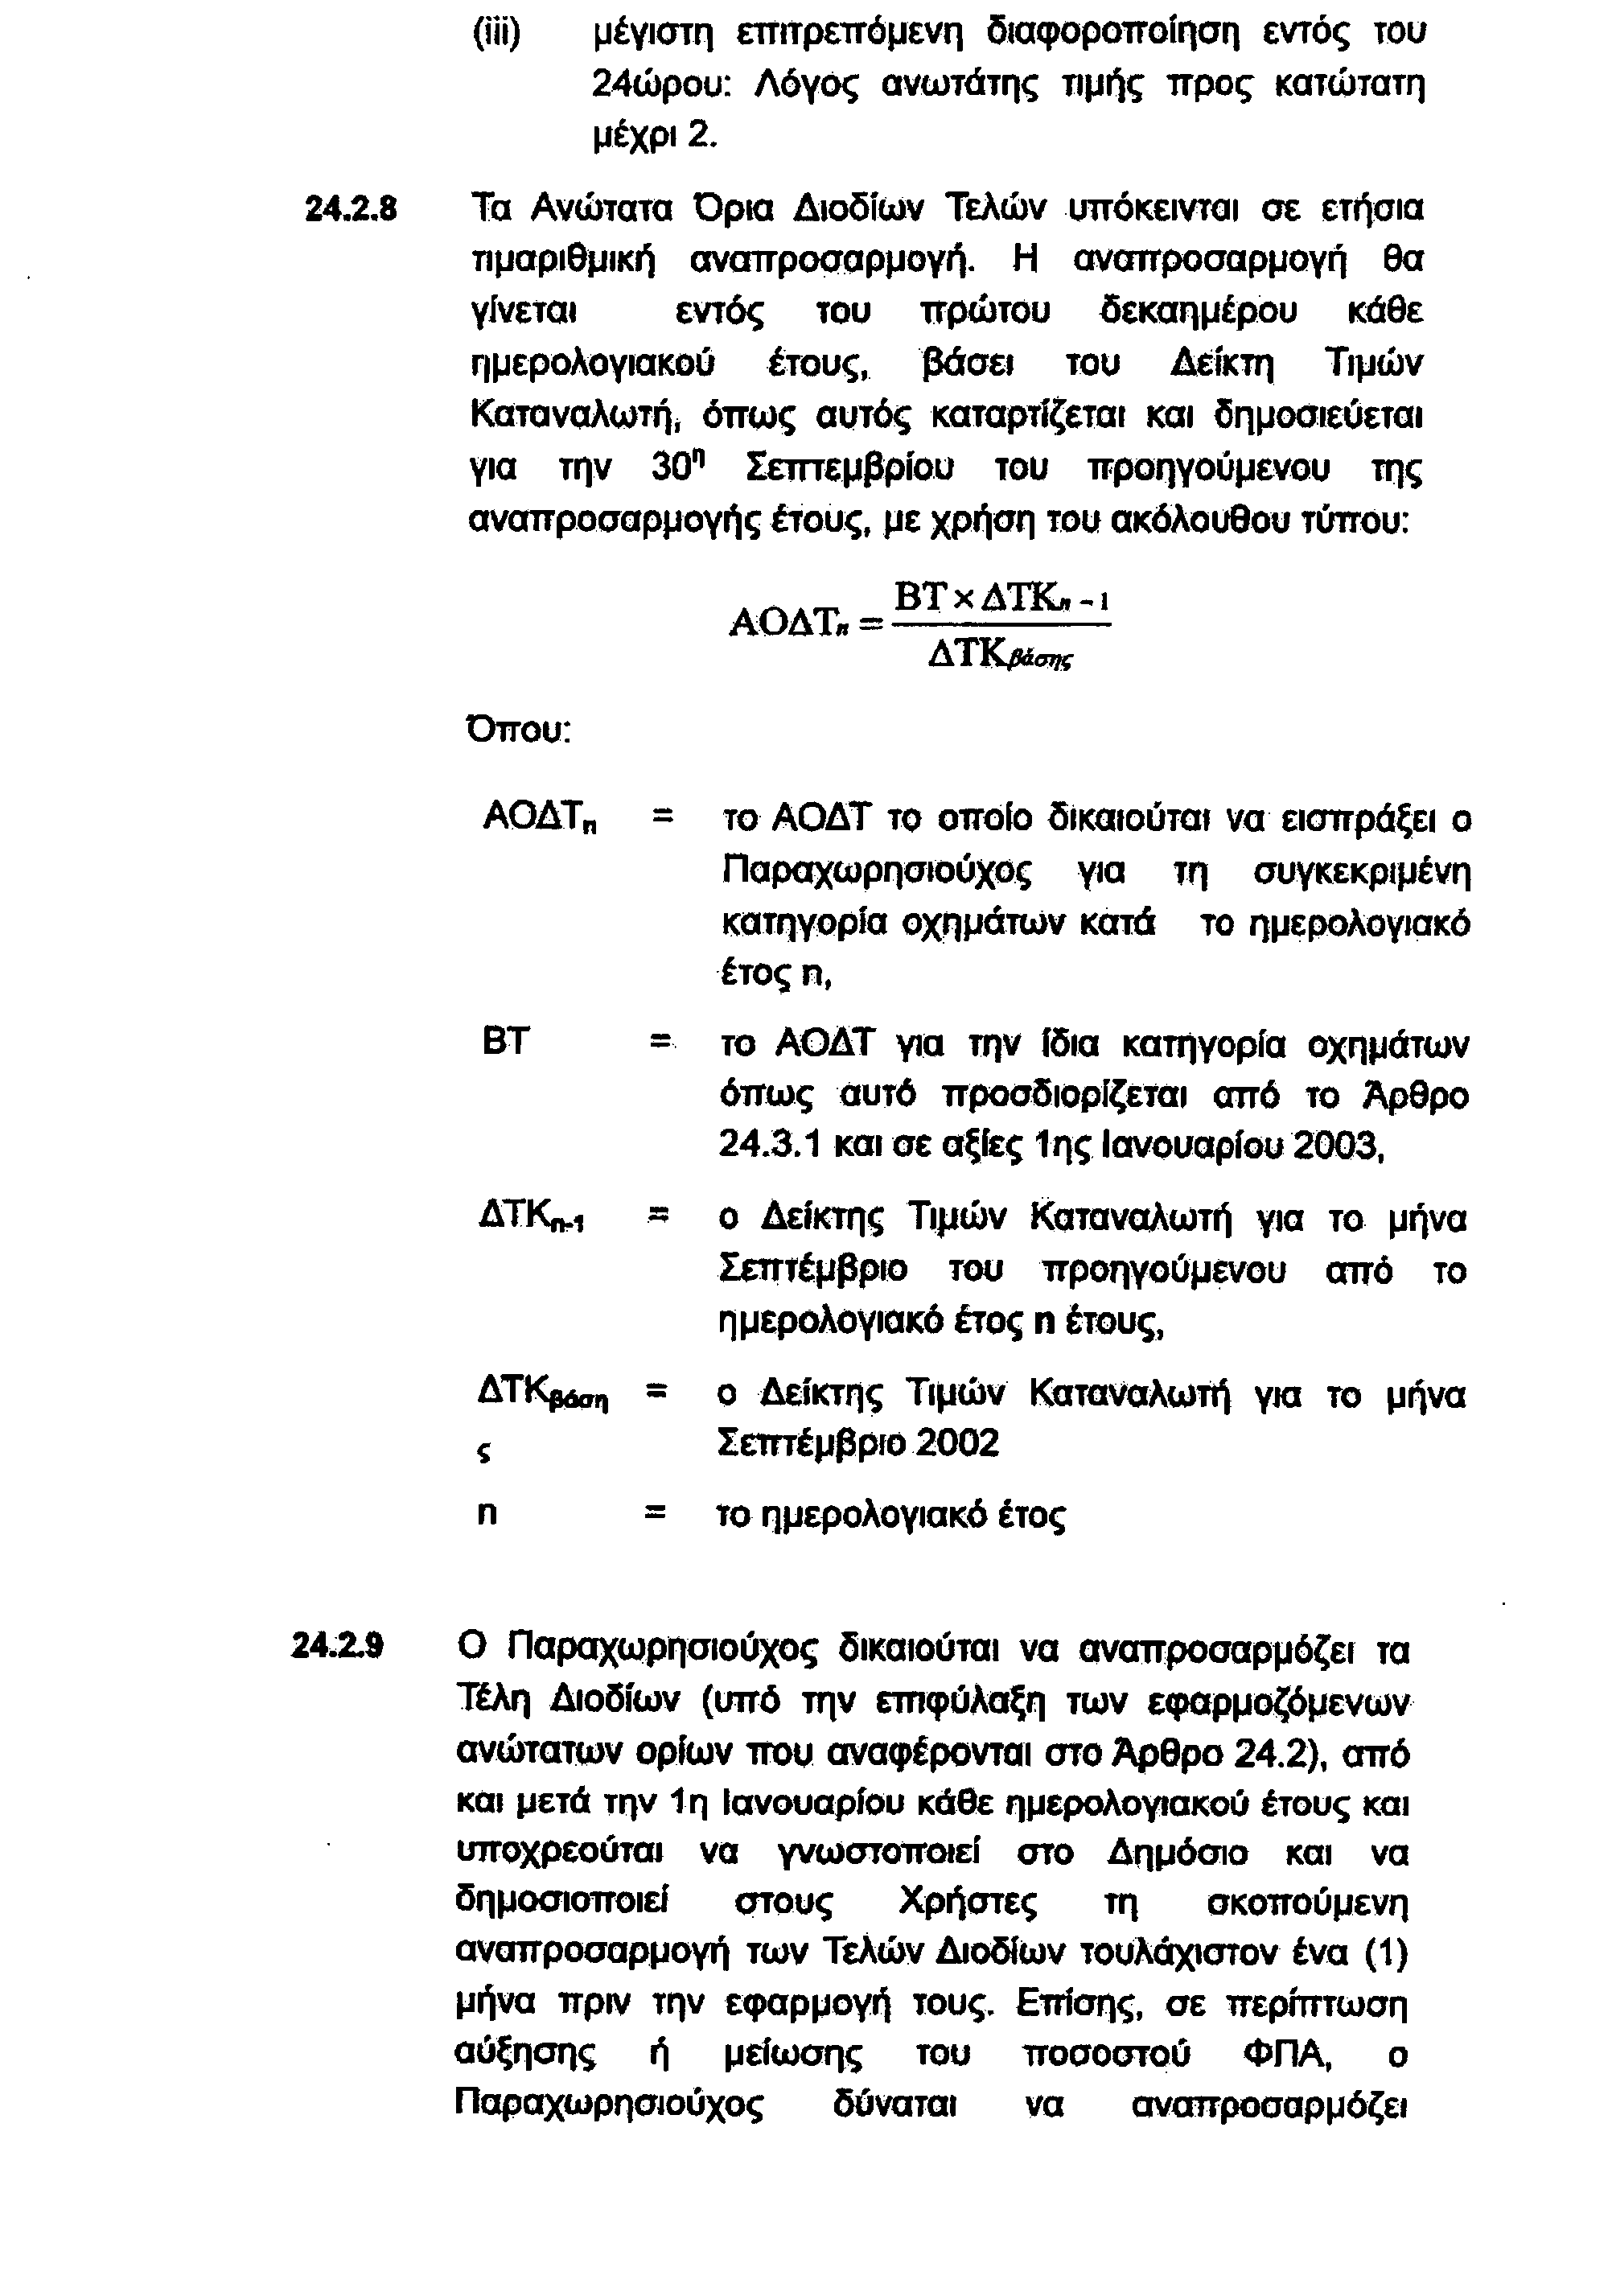 (iii) μέγιστη επιτρεπόμενη διαφοροποίηση εντός του
24ώρου: Λόγος ανωτάτης τιμής προς κατώτατη
μέχρι 2.
24.2.8 Τα Ανώτατα Όρια Διοδίων Τελών υπόκεινται σε ετήσια
τιμαριθμική αναπροσαρμογή. Η αναπροσαρμογή θα
γίνεται εντός του πρώτου δεκαημέρου κάθε
ημερολογιακού έτους, βάσει του Δείκτη Τιμών
Καταναλωτή, όπως αυτός καταρτίζεται και δημοσιεύεται
για την 30η Σεπτεμβρίου του προηγούμενου της
αναπροσαρμογής έτους, με χρήση του ακόλουθου τύπου:
ΑΟΔΤn = ΒΤ x ΔΤΚn - 1
ΔΤΚβάσης
Όπου:
ΑΟΔΤn = το ΑΟΔΤ το οποίο δικαιούται να εισπράξει ο
Παραχωρησιούχος για τη συγκεκριμένη
κατηγορία οχημάτων κατά το ημερολογιακό
έτος n,
ΒΤ = το ΑΟΔΤ για την ίδια κατηγορία οχημάτων
όπως αυτό προσδιορίζεται από το Άρθρο
24.3.1 και σε αξίες 1ης Ιανουαρίου 2003,
ΔΤΚn-1 = ο Δείκτης Τιμών Καταναλωτή για το μήνα
Σεπτέμβριο του προηγούμενου από το
ημερολογιακό έτος n έτους,
ΔΤΚβάση = ο Δείκτης Τιμών Καταναλωτή για το μήνα
ς Σεπτέμβριο 2002
n = το ημερολογιακό έτος
24.2.9 Ο Παραχωρησιούχος δικαιούται να αναπροσαρμόζει τα
Τέλη Διοδίων (υπό την επιφύλαξη των εφαρμοζόμενων
ανώτατων ορίων που αναφέρονται στο Άρθρο 24.2), από
και μετά την 1η Ιανουαρίου κάθε ημερολογιακού έτους και
υποχρεούται να γνωστοποιεί στο Δημόσιο και να
δημοσιοποιεί στους Χρήστες τη σκοπούμενη
αναπροσαρμογή των Τελών Διοδίων τουλάχιστον ένα (1)
μήνα πριν την εφαρμογή τους. Επίσης, σε περίπτωση
αύξησης ή μείωσης του ποσοστού ΦΠΑ, ο
Παραχωρησιούχος δύναται να αναπροσαρμόζει